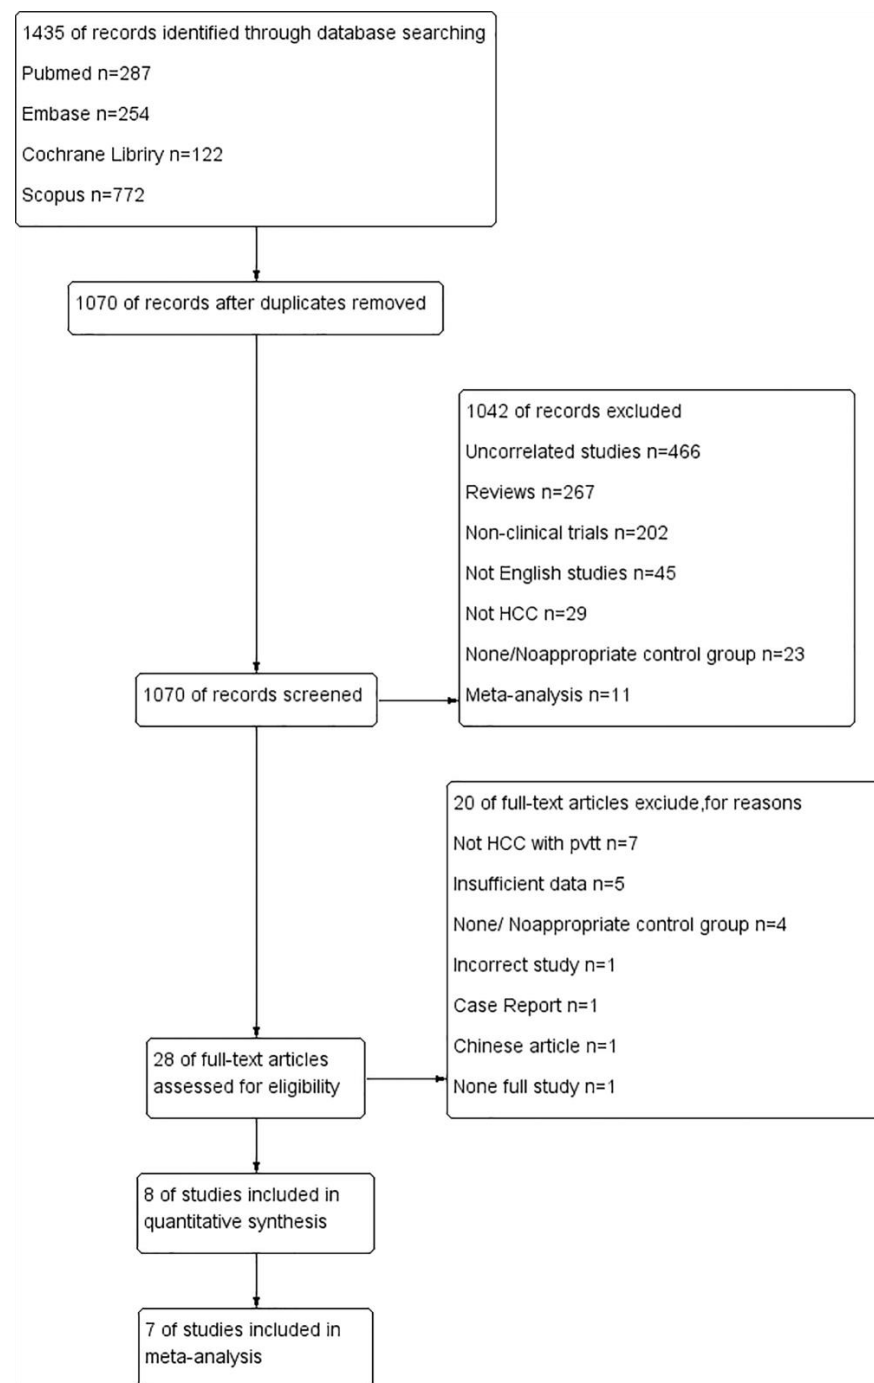 1435 of records identified through database searching
Pubmed n=287
Embase n=254
Cochrane Libriry n=122
Scopus n=772
1070 of records after duplicates removed
1042 of records excluded
Uncorrelated studies n=466
Reviews n=267
Non-clinical trials n=202
Not English studies n=45
Not HCC n=29
None/Noappropriate control group n=23
Meta-analysis n=11
1070 of records screened
20 of full-text articles exciude,for reasons
Not HCC with pvtt n=7
Insufficient data n=5
None/ Noappropriate control group n=4
Incorrect study n=1
Case Report n=1
Chinese article n=1
None full study n=1
28 of full-text articles
assessed for eligibility
8 of studies included in
quantitative synthesis
7 of studies included in
meta-analysis